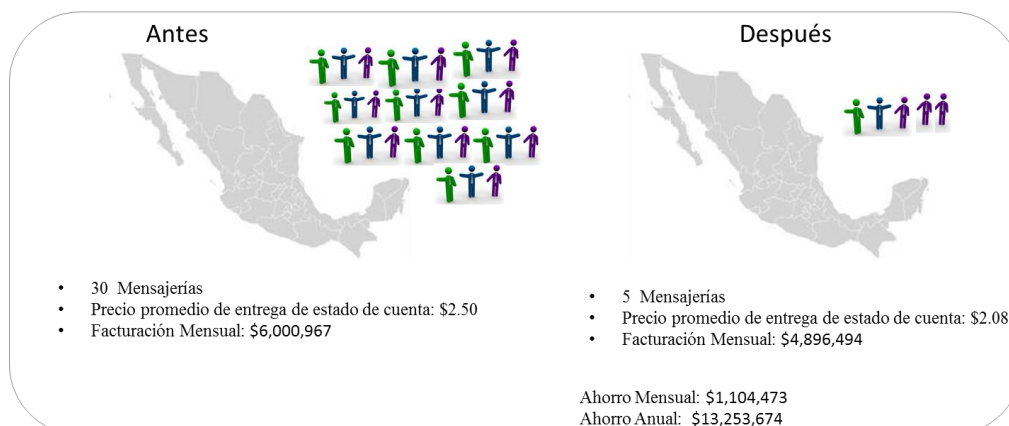 Antes
• 30 Mensajerías
• Precio promedio de entrega de estado de cuenta: $2.50
• Facturación Mensual: $6,000,967
Después
• 5 Mensajerías
• Precio promedio de entrega de estado de cuenta: $2.08
• Facturación Mensual: $4,896,494
Ahorro Mensual: $1,104,473
Ahorro Anual: $13,253,674